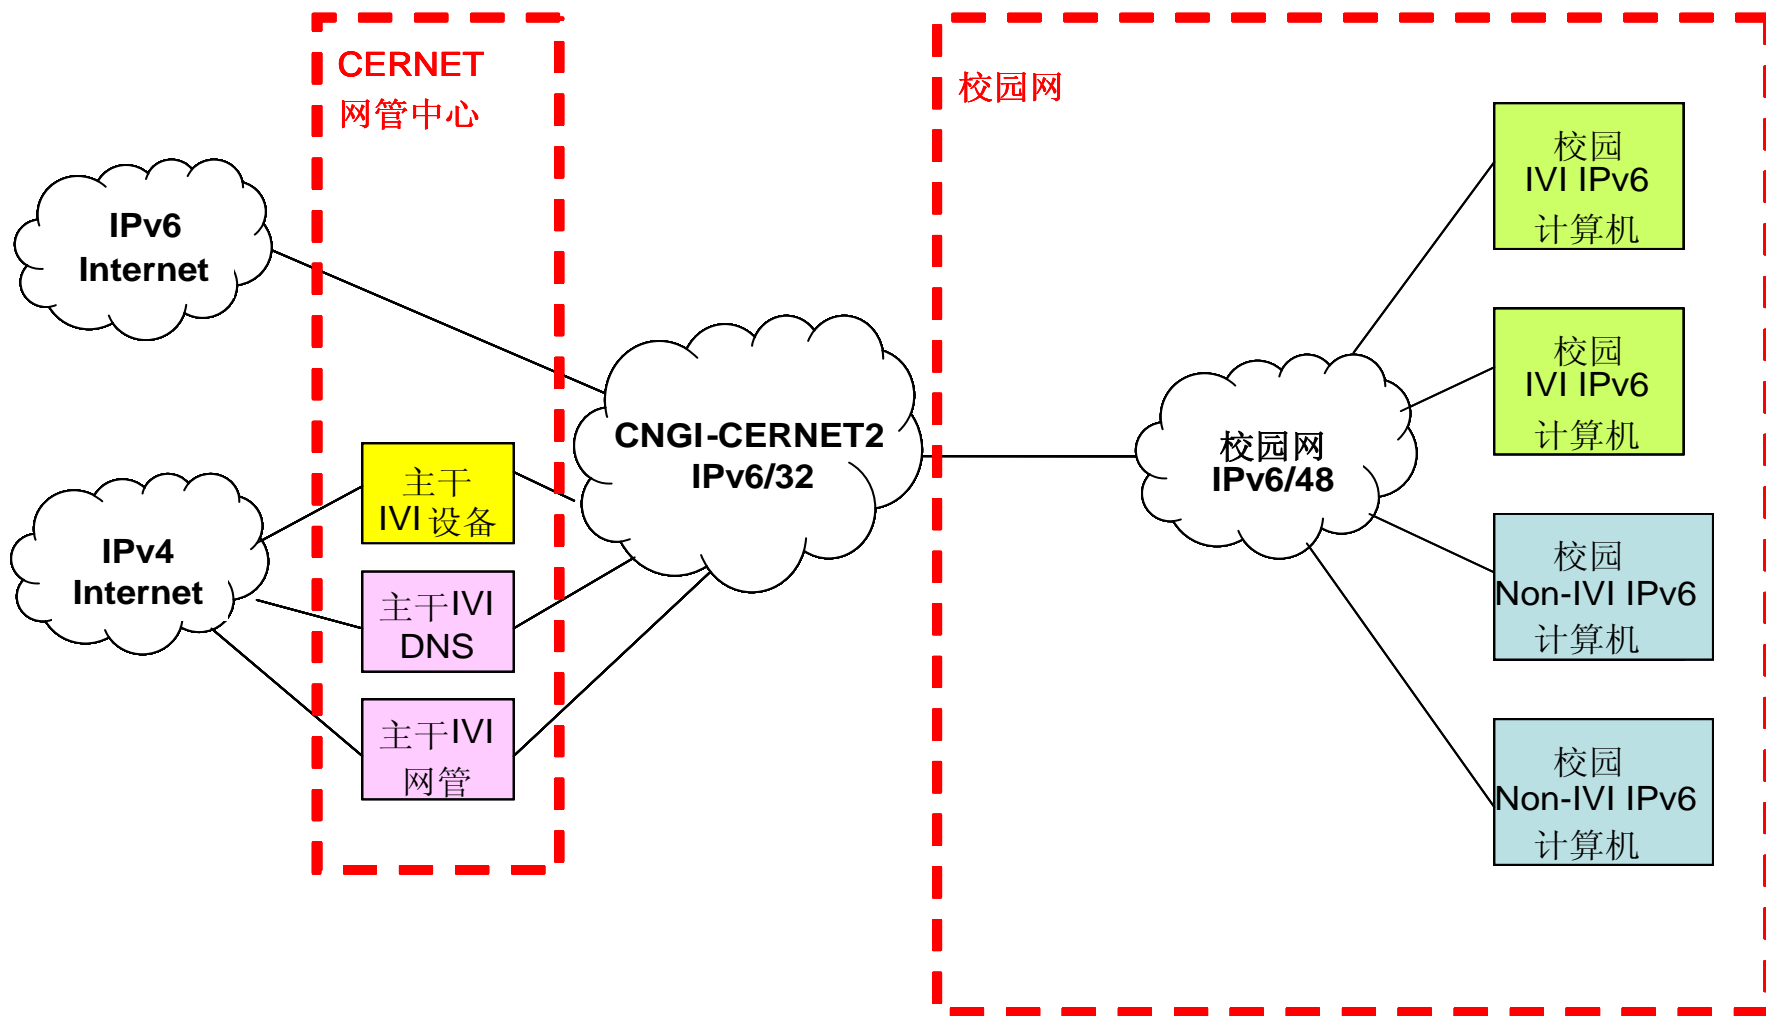 CERNET
网管中心
校园网
IPv6
Internet
IPv4
Internet
主干
IVI 设备
主干IVI
DNS
主干IVI
网管
CNGI-CERNET2
IPv6/32
校园网
IPv6/48
校园
IVI IPv6
计算机
校园
IVI IPv6
计算机
校园
Non-IVI IPv6
计算机
校园
Non-IVI IPv6
计算机